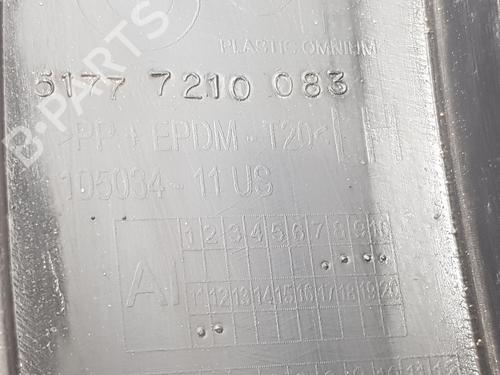 PLASTIC OMNIUM
5177 7210 083
>PP + EPDM - T20< LH
105034-11 US
1 2 3 4 5 6 7 8 9 10
AI
11 12 13 14 15 16 17 18 19 20
B-PARTS